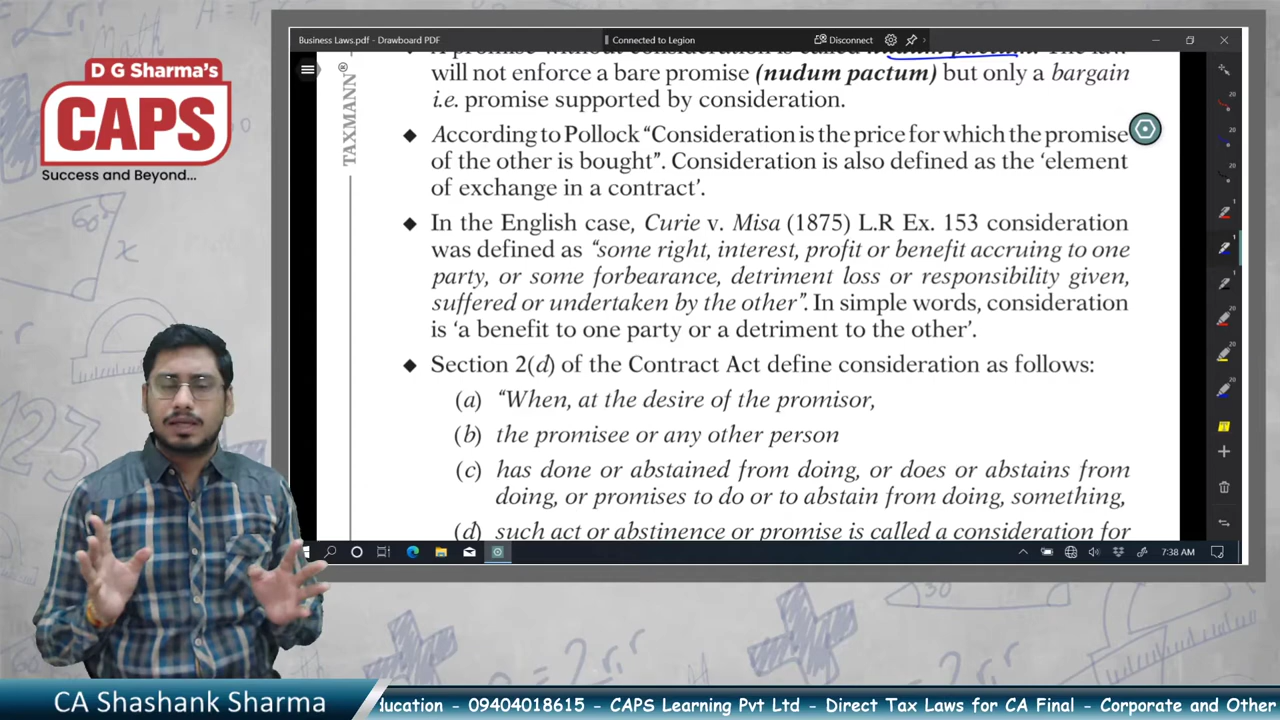 D G Sharma's
CAPS
Success and Beyond...
Business Laws.pdf - Drawboard PDF
Connected to Legion
Disconnect
TAXMANN®
A promise without consideration is called nudum pactum. The law
will not enforce a bare promise (nudum pactum) but only a bargain
i.e. promise supported by consideration.
◆ According to Pollock “Consideration is the price for which the promise
of the other is bought”. Consideration is also defined as the ‘element
of exchange in a contract’.
◆ In the English case, Curie v. Misa (1875) L.R Ex. 153 consideration
was defined as “some right, interest, profit or benefit accruing to one
party, or some forbearance, detriment loss or responsibility given,
suffered or undertaken by the other”. In simple words, consideration
is ‘a benefit to one party or a detriment to the other’.
◆ Section 2(d) of the Contract Act define consideration as follows:
(a) “When, at the desire of the promisor,
(b) the promisee or any other person
(c) has done or abstained from doing, or does or abstains from
doing, or promises to do or to abstain from doing, something,
(d) such act or abstinence or promise is called a consideration for
7:38 AM
CA Shashank Sharma
ducation - 09404018615 - CAPS Learning Pvt Ltd - Direct Tax Laws for CA Final - Corporate and Other